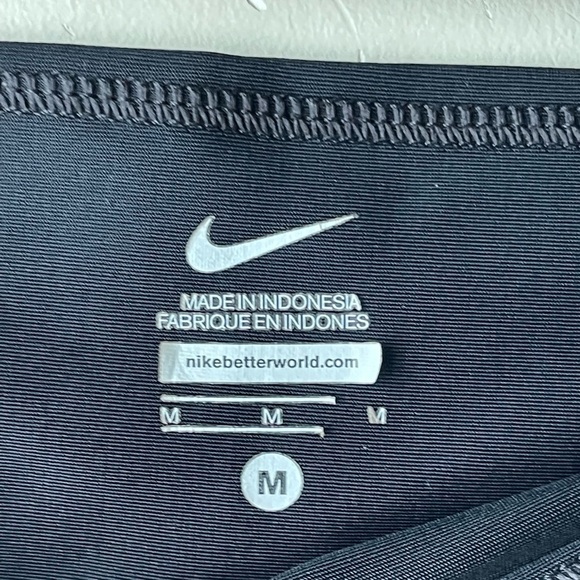 MADE IN INDONESIA
FABRIQUE EN INDONES
nikebetterworld.com
M M M
M